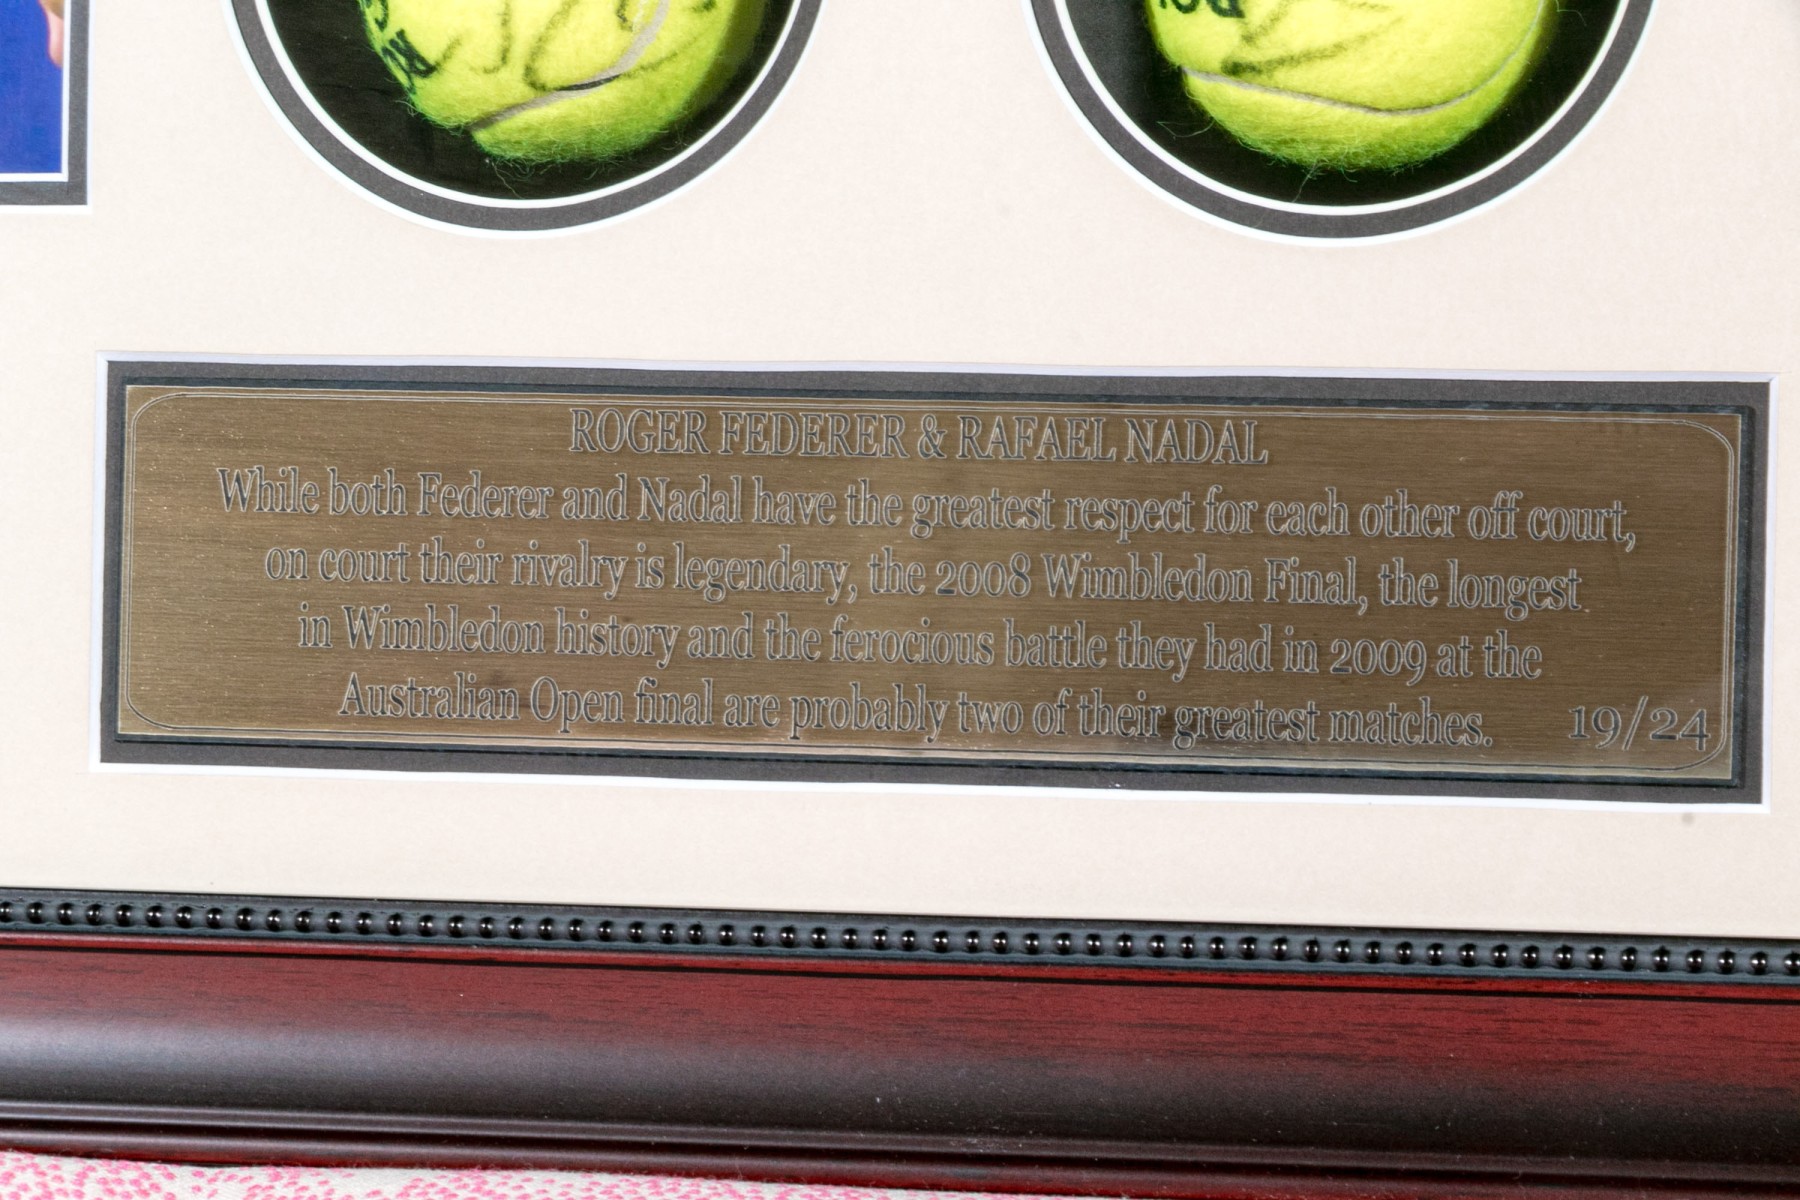 ROGER FEDERER & RAFAEL NADAL
While both Federer and Nadal have the greatest respect for each other off court,
on court their rivalry is legendary, the 2008 Wimbledon Final, the longest
in Wimbledon history and the ferocious battle they had in 2009 at the
Australian Open final are probably two of their greatest matches. 19/24